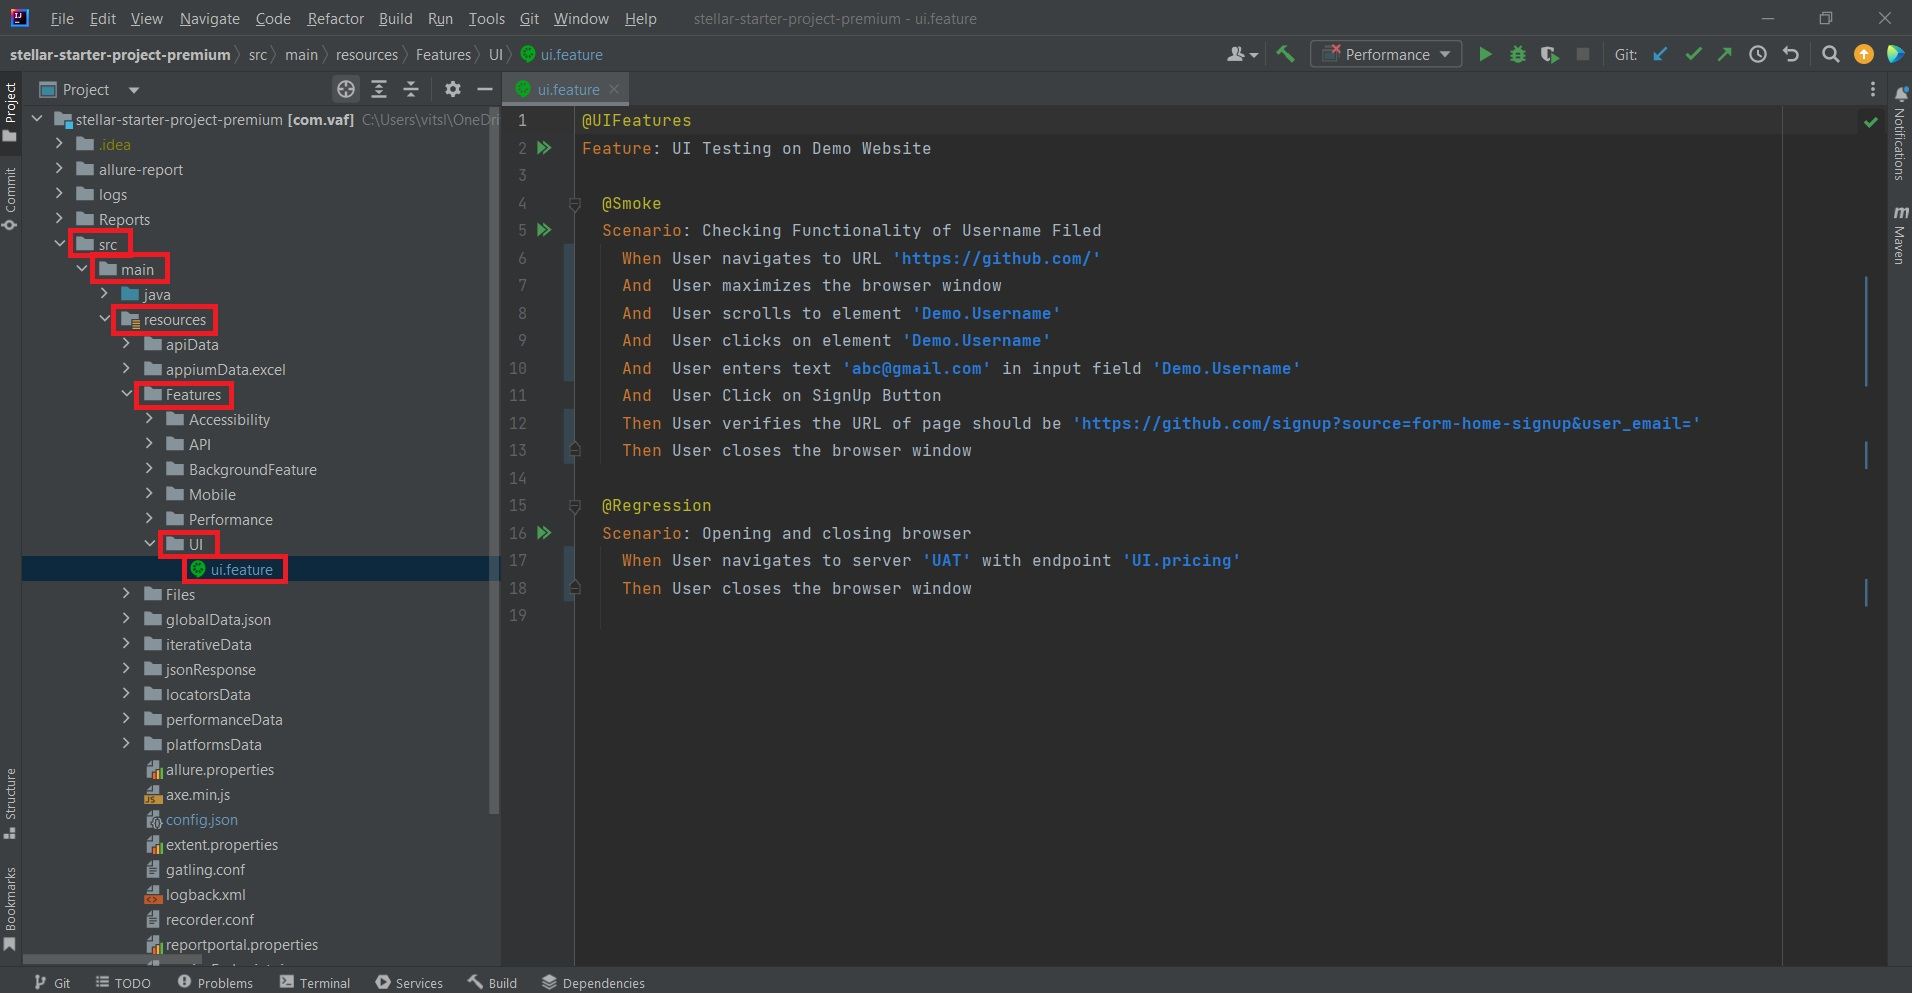 File Edit View Navigate Code Refactor Build Run Tools Git Window Help stellar-starter-project-premium - ui.feature
stellar-starter-project-premium src main resources Features UI ui.feature Performance Git:
Project ui.feature
Project
Commit
Structure
Bookmarks
stellar-starter-project-premium [com.vaf] C:\Users\vitsl\OneDri
.idea
allure-report
logs
Reports
src
main
java
resources
apiData
appiumData.excel
Features
Accessibility
API
BackgroundFeature
Mobile
Performance
UI
ui.feature
Files
globalData.json
iterativeData
jsonResponse
locatorsData
performanceData
platformsData
allure.properties
axe.min.js
config.json
extent.properties
gatling.conf
logback.xml
recorder.conf
reportportal.properties
1 @UIFeatures
2 Feature: UI Testing on Demo Website
3
4 @Smoke
5 Scenario: Checking Functionality of Username Filed
6 When User navigates to URL 'https://github.com/'
7 And User maximizes the browser window
8 And User scrolls to element 'Demo.Username'
9 And User clicks on element 'Demo.Username'
10 And User enters text 'abc@gmail.com' in input field 'Demo.Username'
11 And User Click on SignUp Button
12 Then User verifies the URL of page should be 'https://github.com/signup?source=form-home-signup&user_email='
13 Then User closes the browser window
14
15 @Regression
16 Scenario: Opening and closing browser
17 When User navigates to server 'UAT' with endpoint 'UI.pricing'
18 Then User closes the browser window
19
Notifications
m Maven
Git TODO Problems Terminal Services Build Dependencies